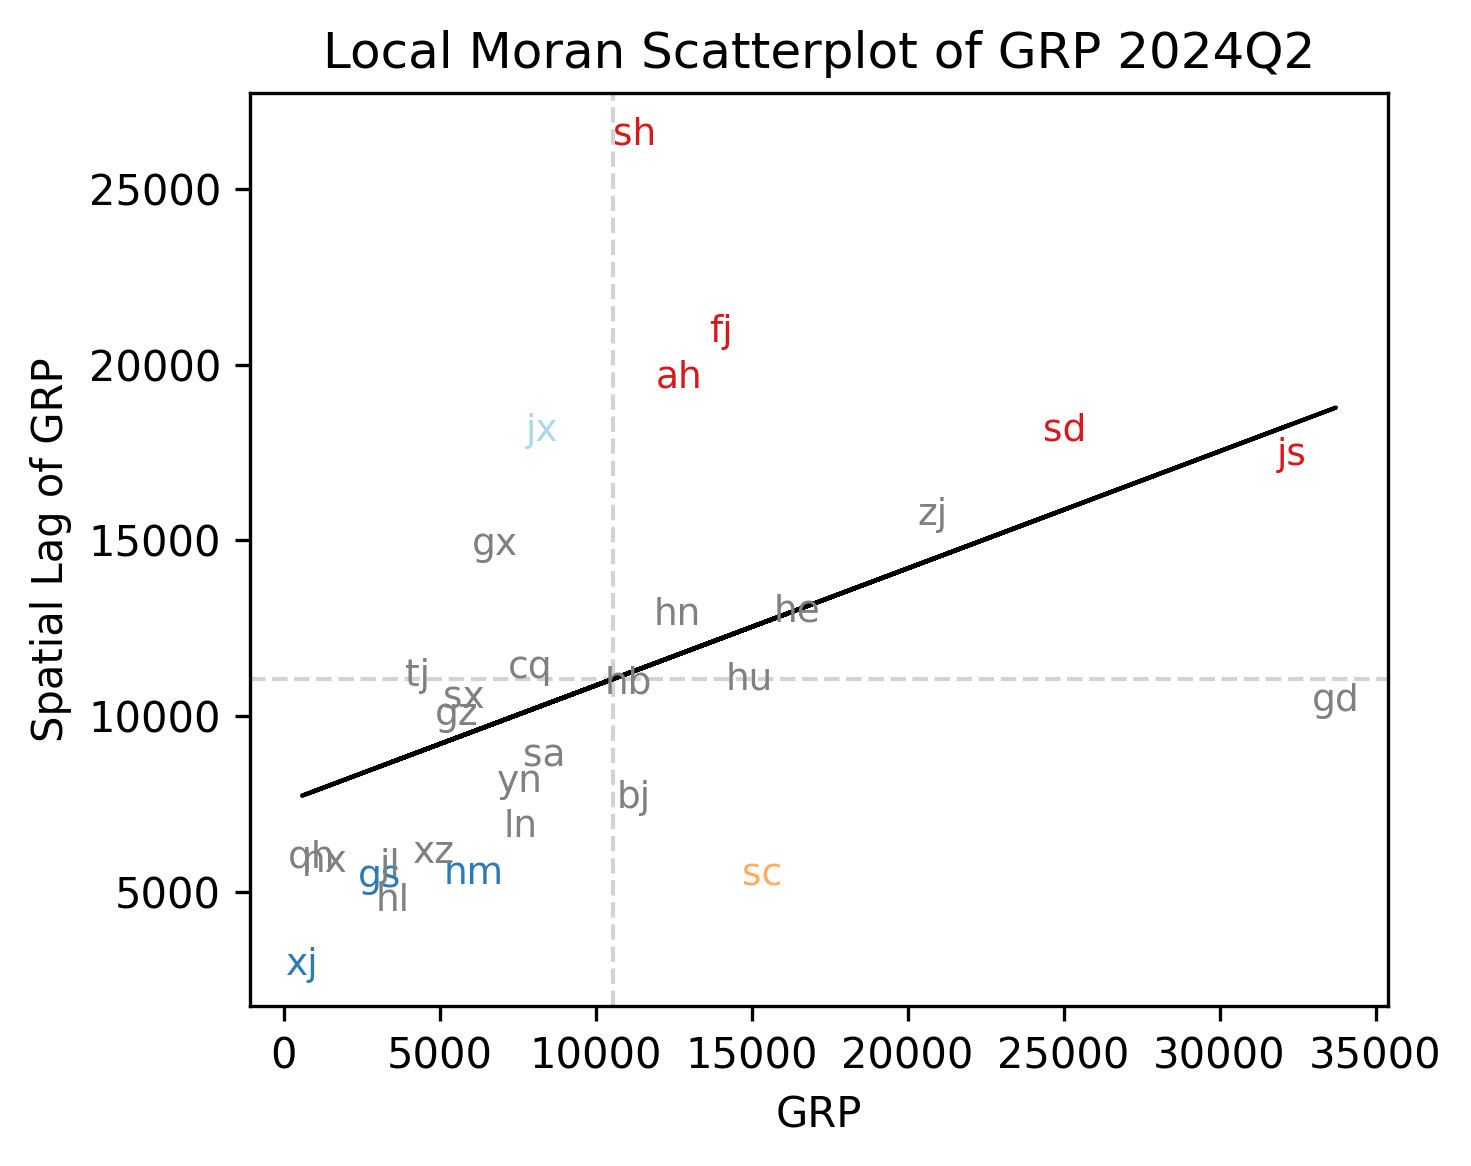 Local Moran Scatterplot of GRP 2024Q2
sh
25000
fj
20000
ah
jx
sd
js
zj
15000
gx
hn
he
tj
cq
hb
hu
sx
gd
10000
gz
sa
yn
bj
ln
qh
nx
jl
xz
gs
nm
sc
5000
hl
xj
Spatial Lag of GRP
0
5000
10000
15000
20000
25000
30000
35000
GRP